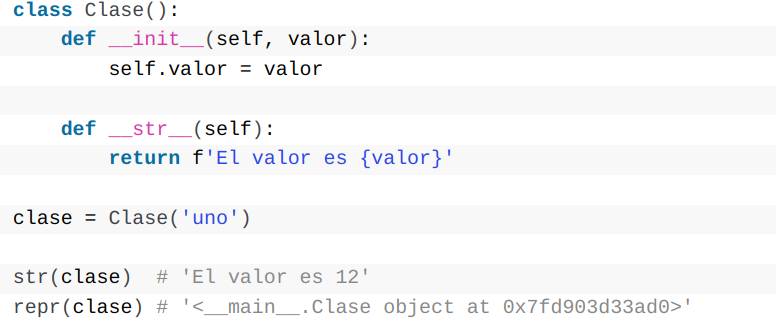 class Clase():
    def __init__(self, valor):
        self.valor = valor

    def __str__(self):
        return f'El valor es {valor}'

clase = Clase('uno')

str(clase)  # 'El valor es 12'
repr(clase) # '<__main__.Clase object at 0x7fd903d33ad0>'